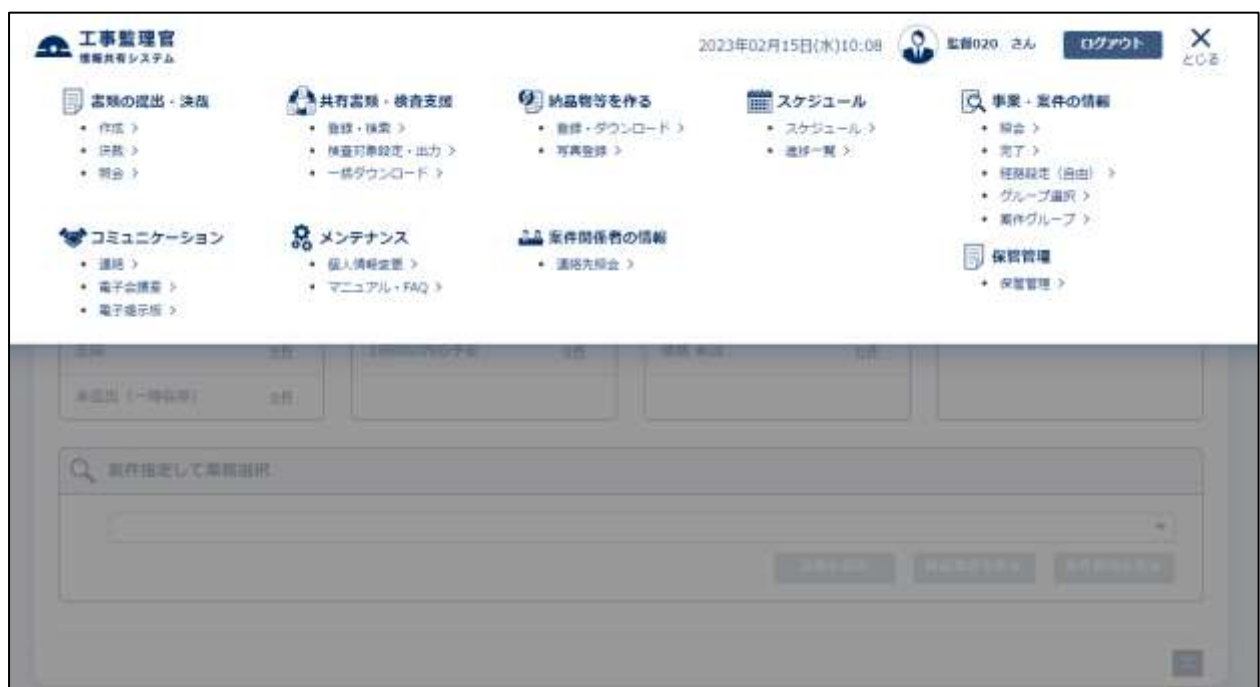 工事監理官
情報共有システム
2023年02月15日(水)10:08
監督020 さん
ログアウト
とじる
書類の提出・決裁
・ 作成 >
・ 決裁 >
・ 照会 >
共有書類・検査支援
・ 登録・検索 >
・ 検査対象設定・出力 >
・ 一括ダウンロード >
納品物等を作る
・ 登録・ダウンロード >
・ 写真登録 >
スケジュール
・ スケジュール >
・ 進捗一覧 >
事業・案件の情報
・ 照会 >
・ 完了 >
・ 経路設定（自由） >
・ グループ選択 >
・案件グループ >
コミュニケーション
・ 連絡 >
・ 電子会議室 >
・ 電子掲示板 >
メンテナンス
・ 個人情報変更 >
・ マニュアル・FAQ >
案件関係者の情報
・ 連絡先照会 >
保管管理
・ 保管管理 >
未提出（一時保存）
案件指定して業務選択